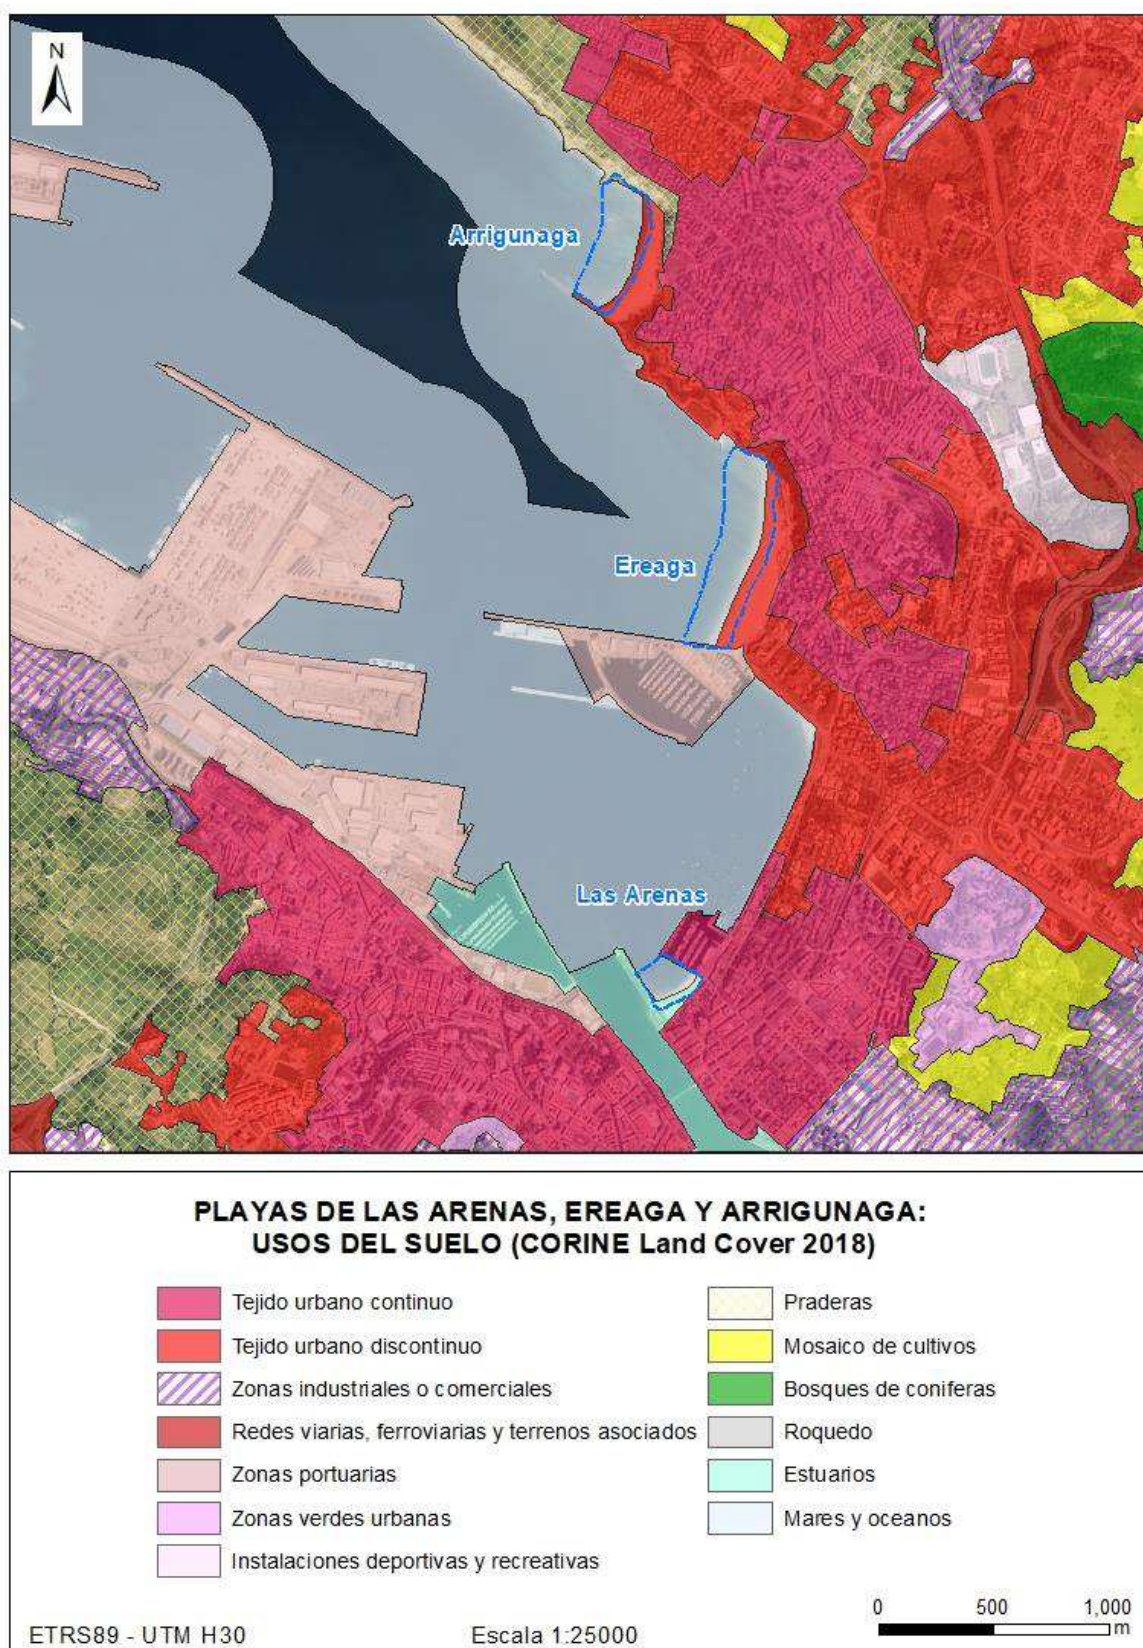 N
Arrigunaga
Ereaga
Las Arenas
PLAYAS DE LAS ARENAS, EREAGA Y ARRIGUNAGA:
USOS DEL SUELO (CORINE Land Cover 2018)
Tejido urbano continuo
Tejido urbano discontinuo
Zonas industriales o comerciales
Redes viarias, ferroviarias y terrenos asociados
Zonas portuarias
Zonas verdes urbanas
Instalaciones deportivas y recreativas
Praderas
Mosaico de cultivos
Bosques de coniferas
Roquedo
Estuarios
Mares y oceanos
0 500 1,000
m
ETRS89 - UTM H30
Escala 1:25000